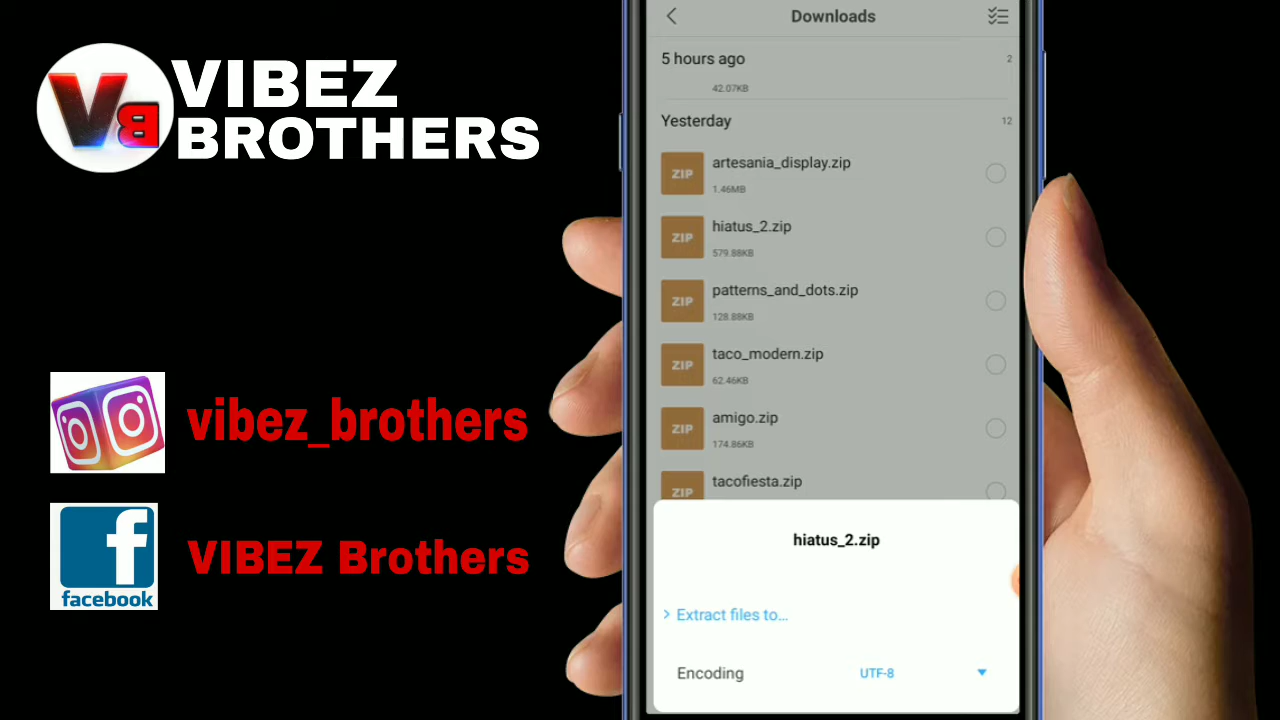 VB
VIBEZ
BROTHERS
vibez_brothers
facebook
VIBEZ Brothers
Downloads
5 hours ago 2
42.07KB
Yesterday 12
ZIP artesania_display.zip
1.46MB
ZIP hiatus_2.zip
579.88KB
ZIP patterns_and_dots.zip
128.88KB
ZIP taco_modern.zip
62.46KB
ZIP amigo.zip
174.86KB
ZIP tacofiesta.zip
hiatus_2.zip
> Extract files to...
Encoding UTF-8